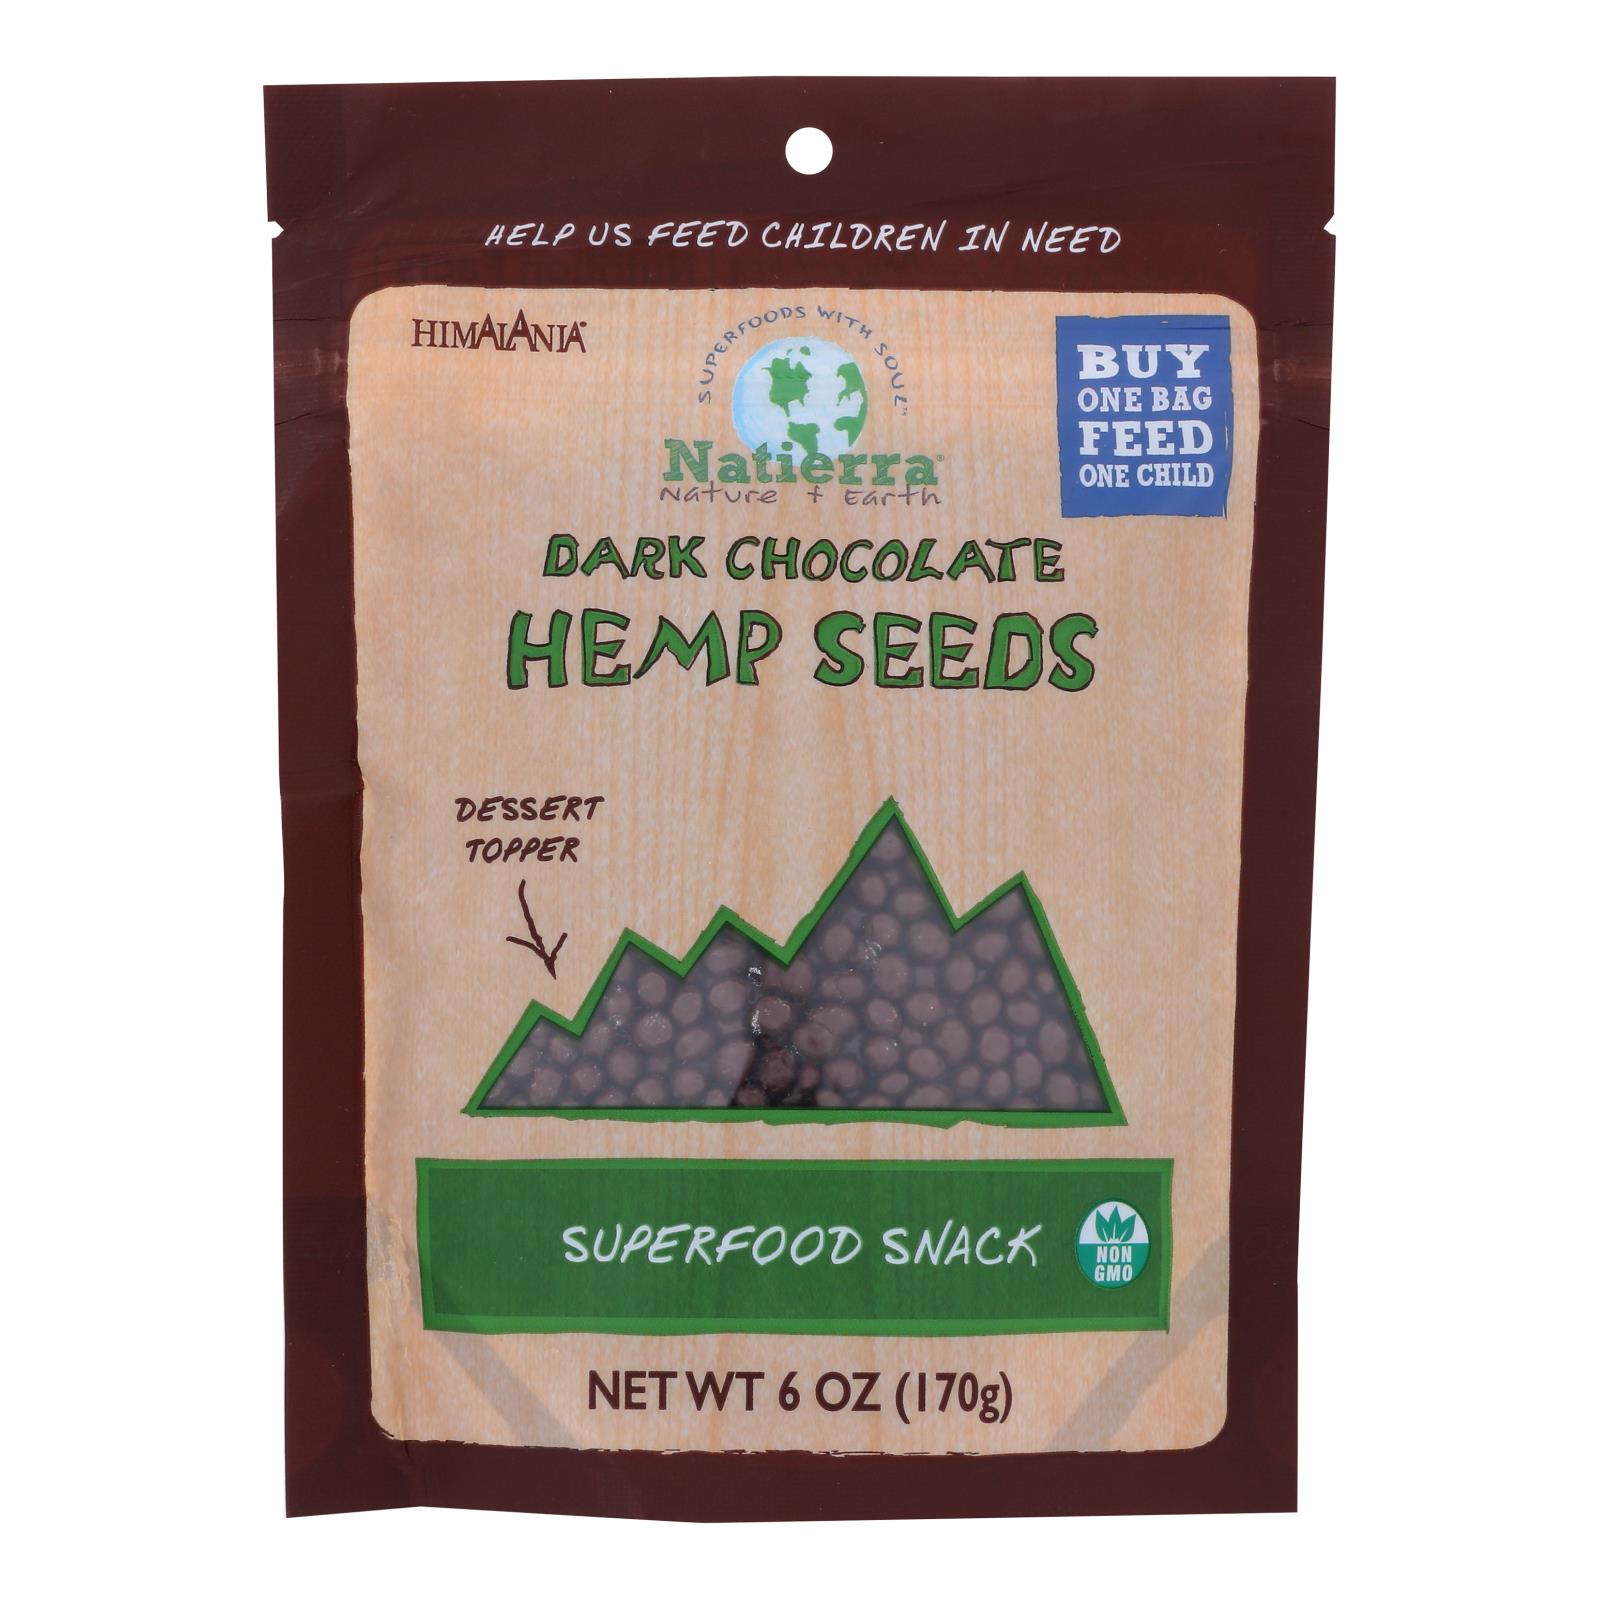 HELP US FEED CHILDREN IN NEED
HIMALANIA®
SUPERFOODS WITH SOUL™
Natierra®
Nature + Earth
BUY
ONE BAG
FEED
ONE CHILD
DARK CHOCOLATE
HEMP SEEDS
DESSERT
TOPPER
SUPERFOOD SNACK
NON
GMO
NET WT 6 OZ (170g)